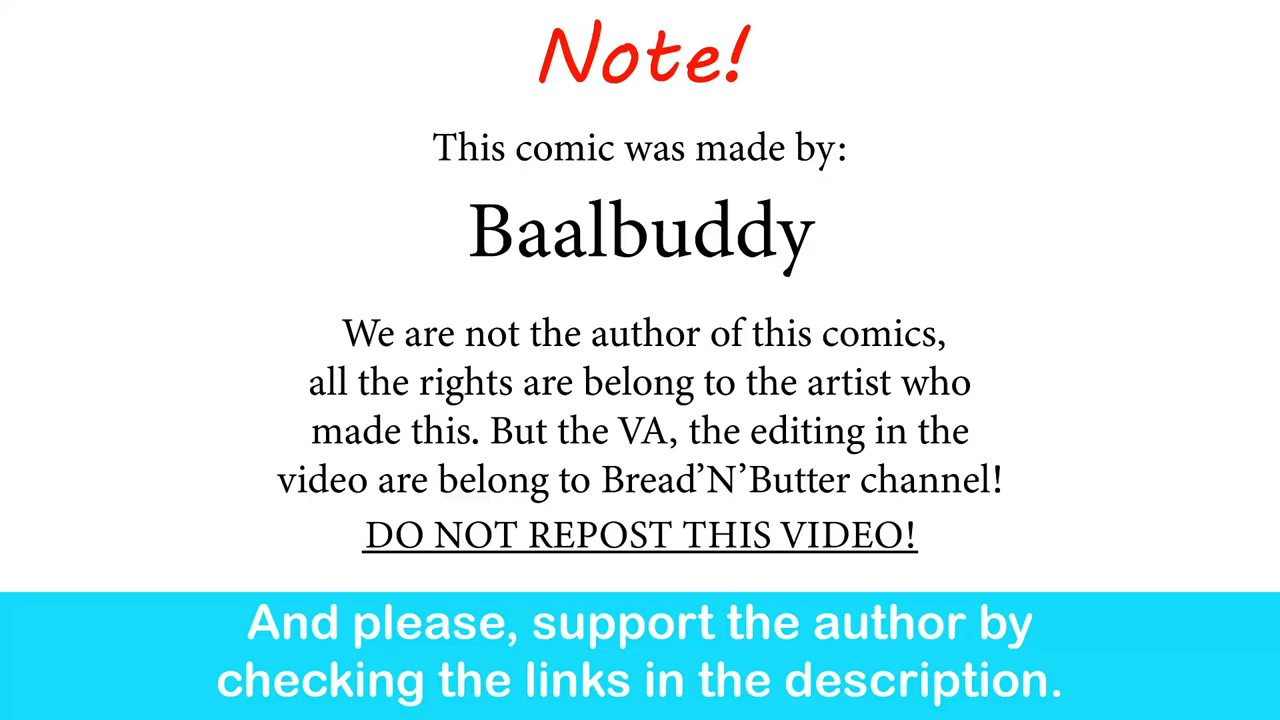 Note!
This comic was made by:
Baalbuddy
We are not the author of this comics,
all the rights are belong to the artist who
made this. But the VA, the editing in the
video are belong to Bread’N’Butter channel!
DO NOT REPOST THIS VIDEO!
And please, support the author by
checking the links in the description.